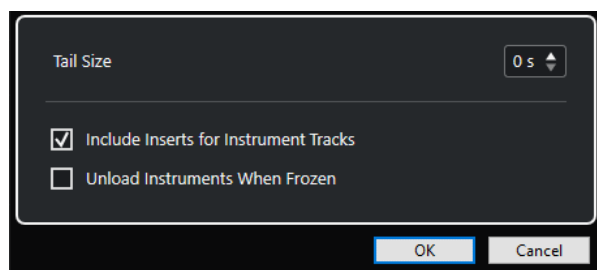 Tail Size
0 s
Include Inserts for Instrument Tracks
Unload Instruments When Frozen
OK
Cancel